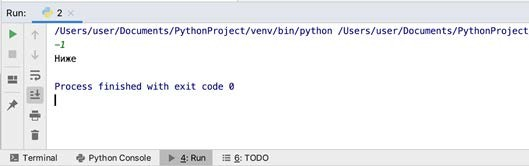 Run: 2 ×
/Users/user/Documents/PythonProject/venv/bin/python /Users/user/Documents/PythonProject
-1
Ниже
Process finished with exit code 0
Terminal Python Console 4: Run 6: TODO